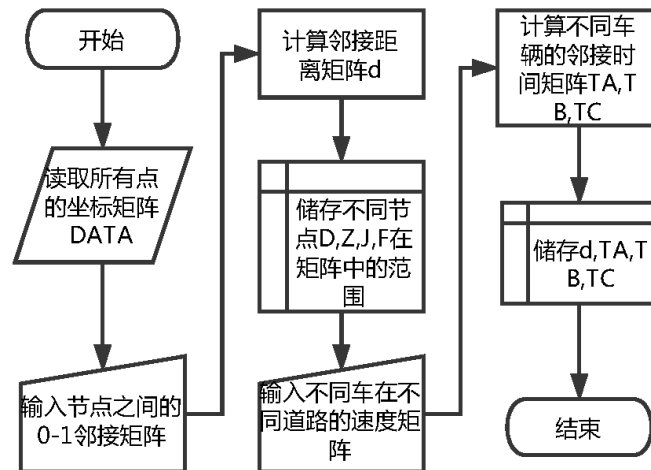 开始
读取所有点
的坐标矩阵
DATA
输入节点之间的
0-1邻接矩阵
计算邻接距
离矩阵d
储存不同节
点D,Z,J,F在
矩阵中的范
围
输入不同车在不
同道路的速度矩
阵
计算不同车
辆的邻接时
间矩阵TA,T
B,TC
储存d,TA,T
B,TC
结束